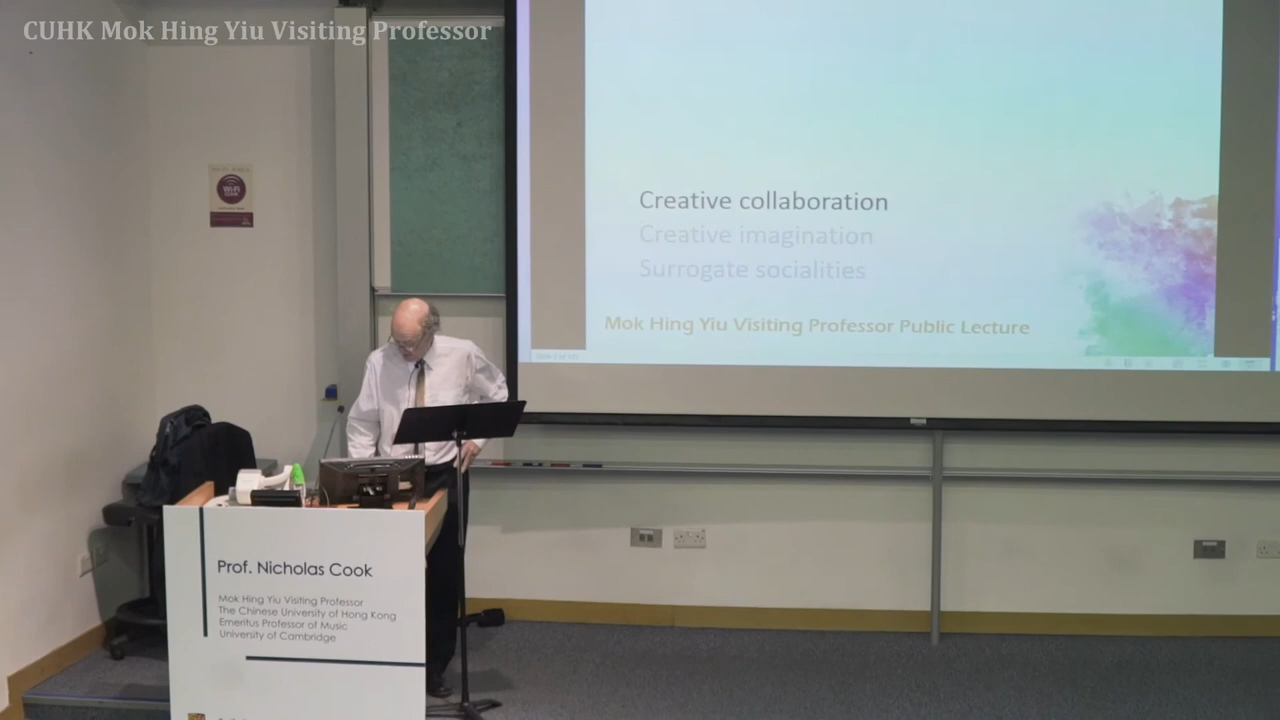 CUHK Mok Hing Yiu Visiting Professor
Wi-Fi
Creative collaboration
Creative imagination
Surrogate socialities
Mok Hing Yiu Visiting Professor Public Lecture
Prof. Nicholas Cook
Mok Hing Yiu Visiting Professor
The Chinese University of Hong Kong
Emeritus Professor of Music
University of Cambridge